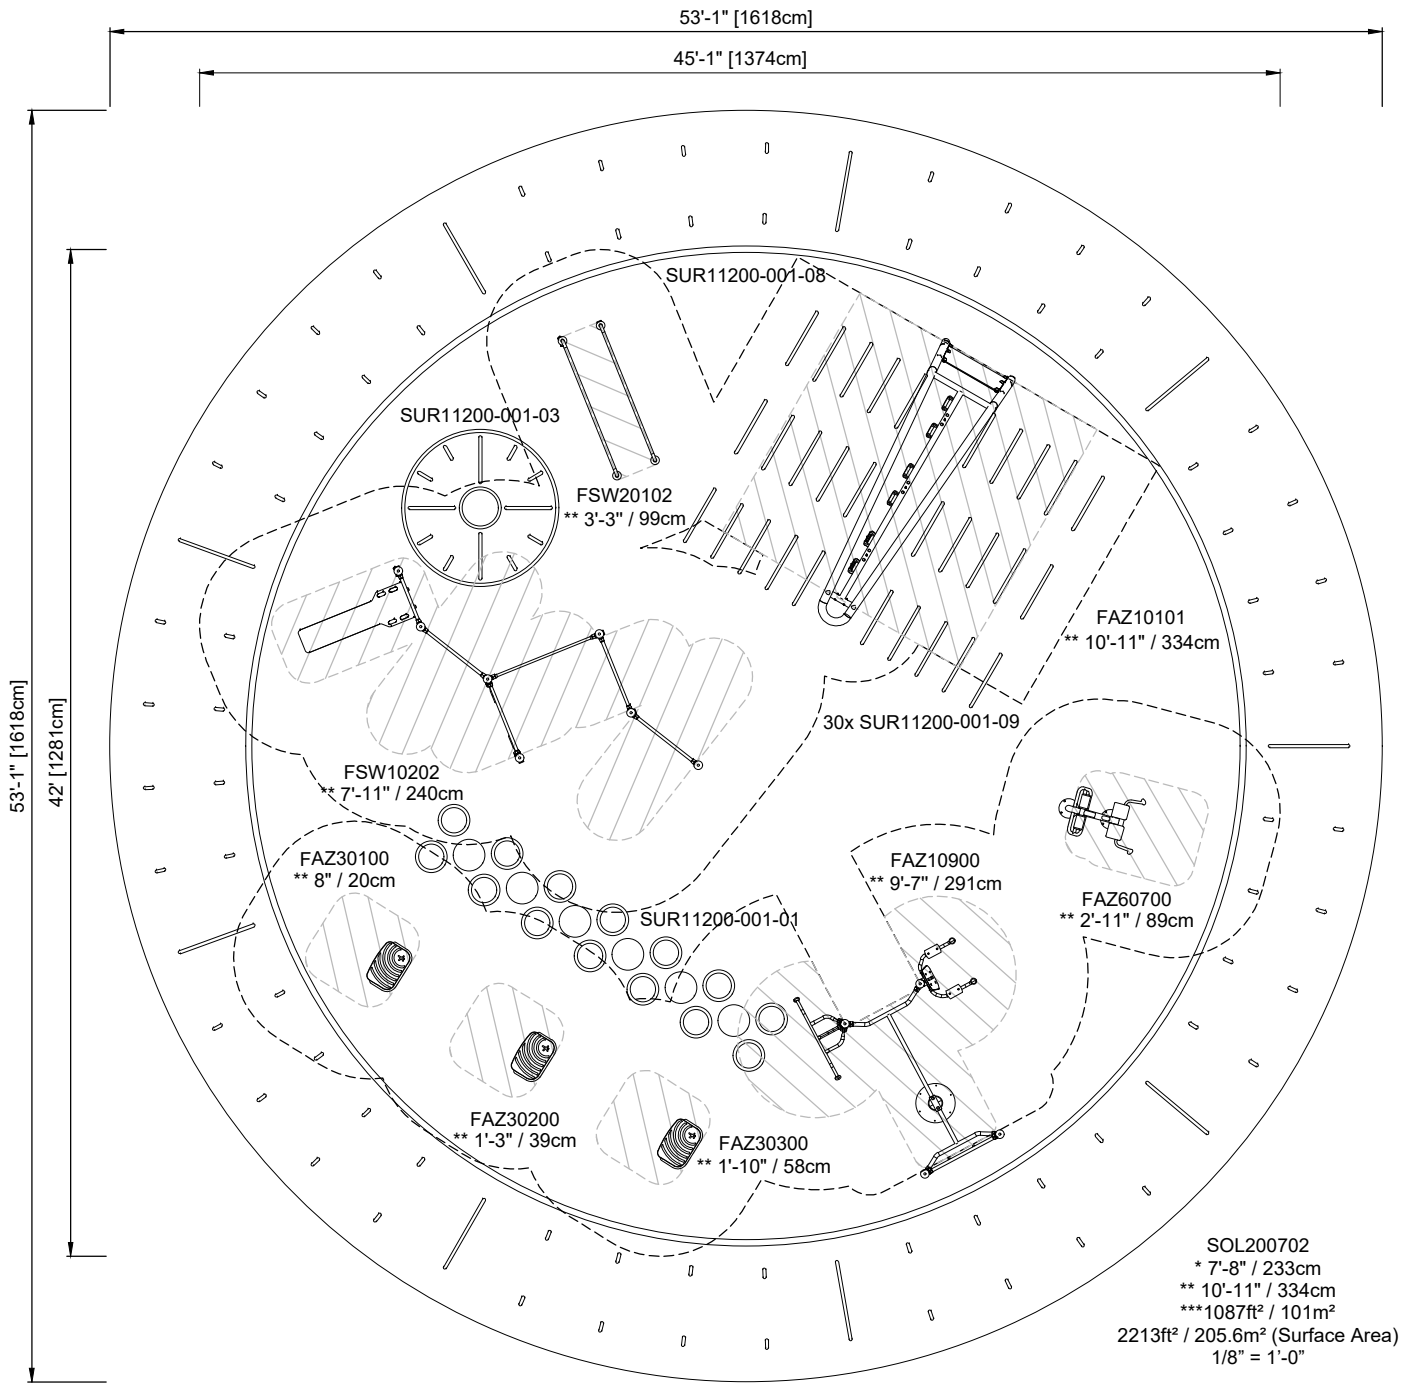 53'-1" [1618cm]
45'-1" [1374cm]
53'-1" [1618cm]
42' [1281cm]
SUR11200-001-08
SUR11200-001-03
FSW20102
** 3'-3" / 99cm
FAZ10101
** 10'-11" / 334cm
30x SUR11200-001-09
FSW10202
** 7'-11" / 240cm
FAZ30100
** 8" / 20cm
FAZ10900
** 9'-7" / 291cm
FAZ60700
** 2'-11" / 89cm
SUR11200-001-01
FAZ30200
** 1'-3" / 39cm
FAZ30300
** 1'-10" / 58cm
SOL200702
* 7'-8" / 233cm
** 10'-11" / 334cm
***1087ft² / 101m²
2213ft² / 205.6m² (Surface Area)
1/8” = 1’-0”